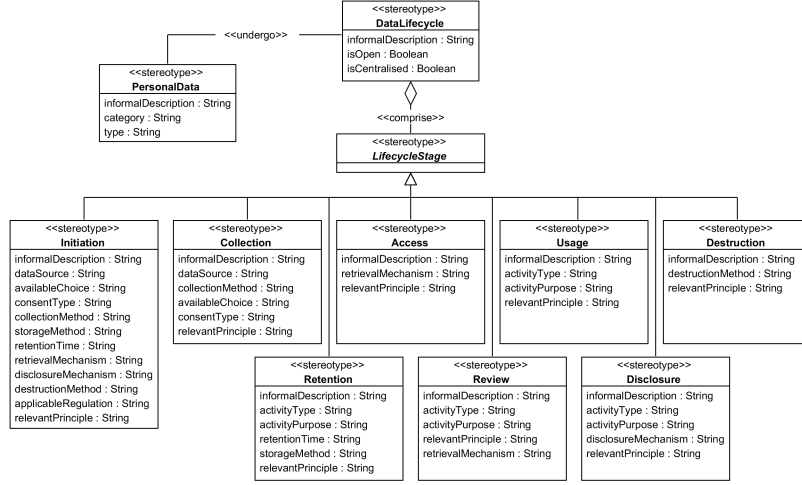 <<stereotype>>
DataLifecycle
informalDescription : String
isOpen : Boolean
isCentralised : Boolean
<<undergo>>
<<stereotype>>
PersonalData
informalDescription : String
category : String
type : String
<<comprise>>
<<stereotype>>
LifecycleStage
<<stereotype>>
Initiation
informalDescription : String
dataSource : String
availableChoice : String
consentType : String
collectionMethod : String
storageMethod : String
retentionTime : String
retrievalMechanism : String
disclosureMechanism : String
destructionMethod : String
applicableRegulation : String
relevantPrinciple : String
<<stereotype>>
Collection
informalDescription : String
dataSource : String
collectionMethod : String
availableChoice : String
consentType : String
relevantPrinciple : String
<<stereotype>>
Access
informalDescription : String
retrievalMechanism : String
relevantPrinciple : String
<<stereotype>>
Usage
informalDescription : String
activityType : String
activityPurpose : String
relevantPrinciple : String
<<stereotype>>
Destruction
informalDescription : String
destructionMethod : String
relevantPrinciple : String
<<stereotype>>
Retention
informalDescription : String
activityType : String
activityPurpose : String
retentionTime : String
storageMethod : String
relevantPrinciple : String
<<stereotype>>
Review
informalDescription : String
activityType : String
activityPurpose : String
relevantPrinciple : String
retrievalMechanism : String
<<stereotype>>
Disclosure
informalDescription : String
activityType : String
activityPurpose : String
disclosureMechanism : String
relevantPrinciple : String